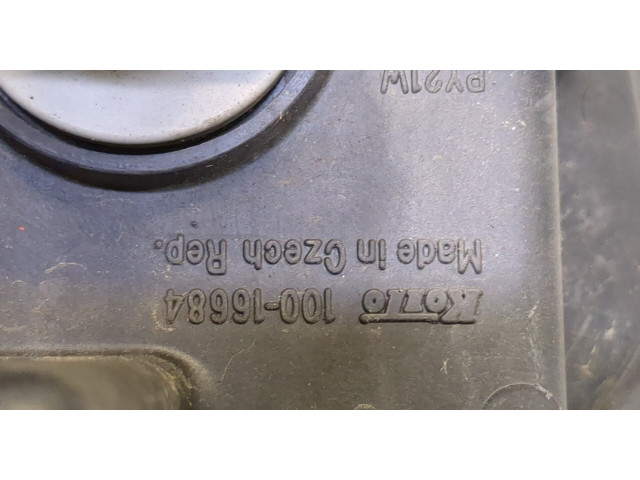 KOITO 100-16684
Made in Czech Rep.
PY21W